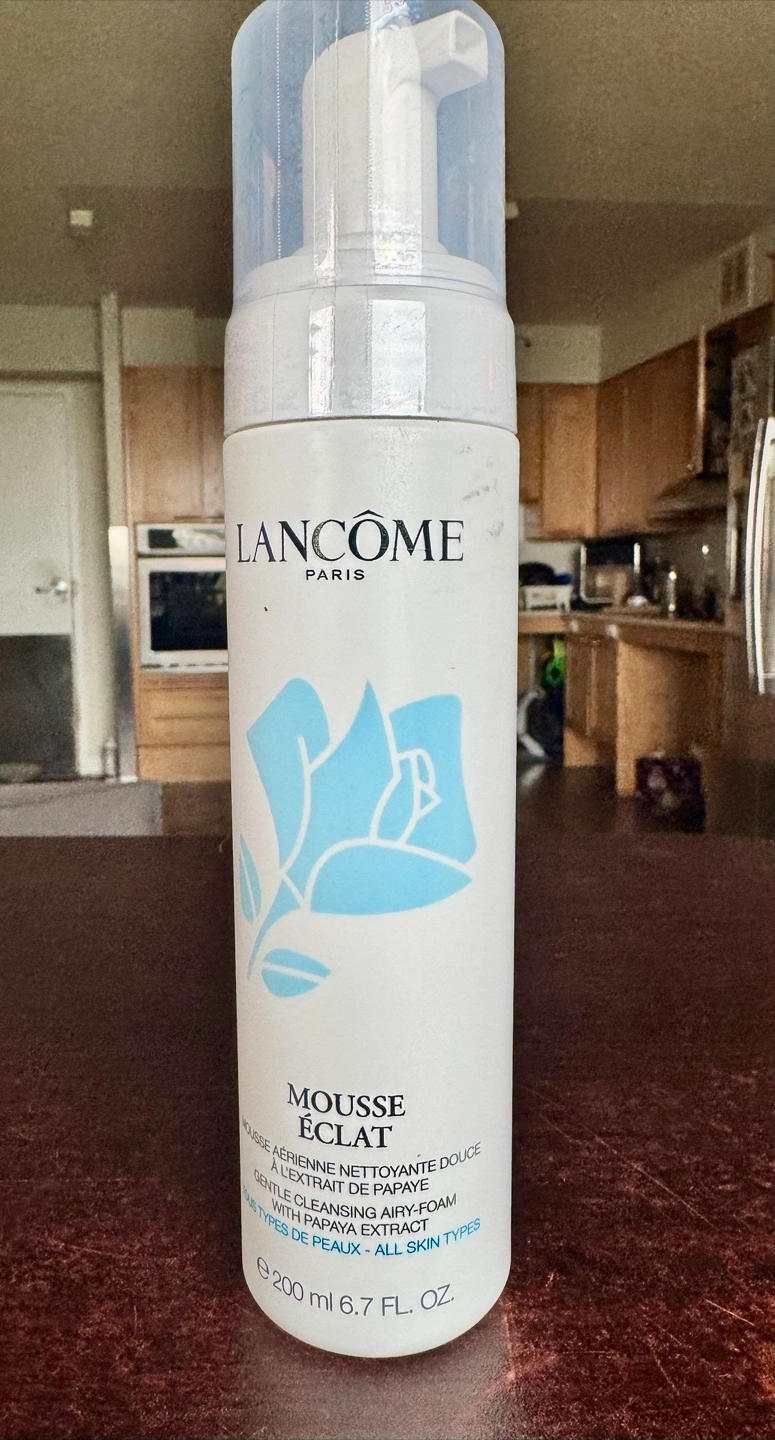 LANCÔME
PARIS
MOUSSE
ÉCLAT
MOUSSE AÉRIENNE NETTOYANTE DOUCE
À L'EXTRAIT DE PAPAYE
GENTLE CLEANSING AIRY-FOAM
WITH PAPAYA EXTRACT
TOUS TYPES DE PEAUX - ALL SKIN TYPES
℮ 200 ml 6.7 FL. OZ.